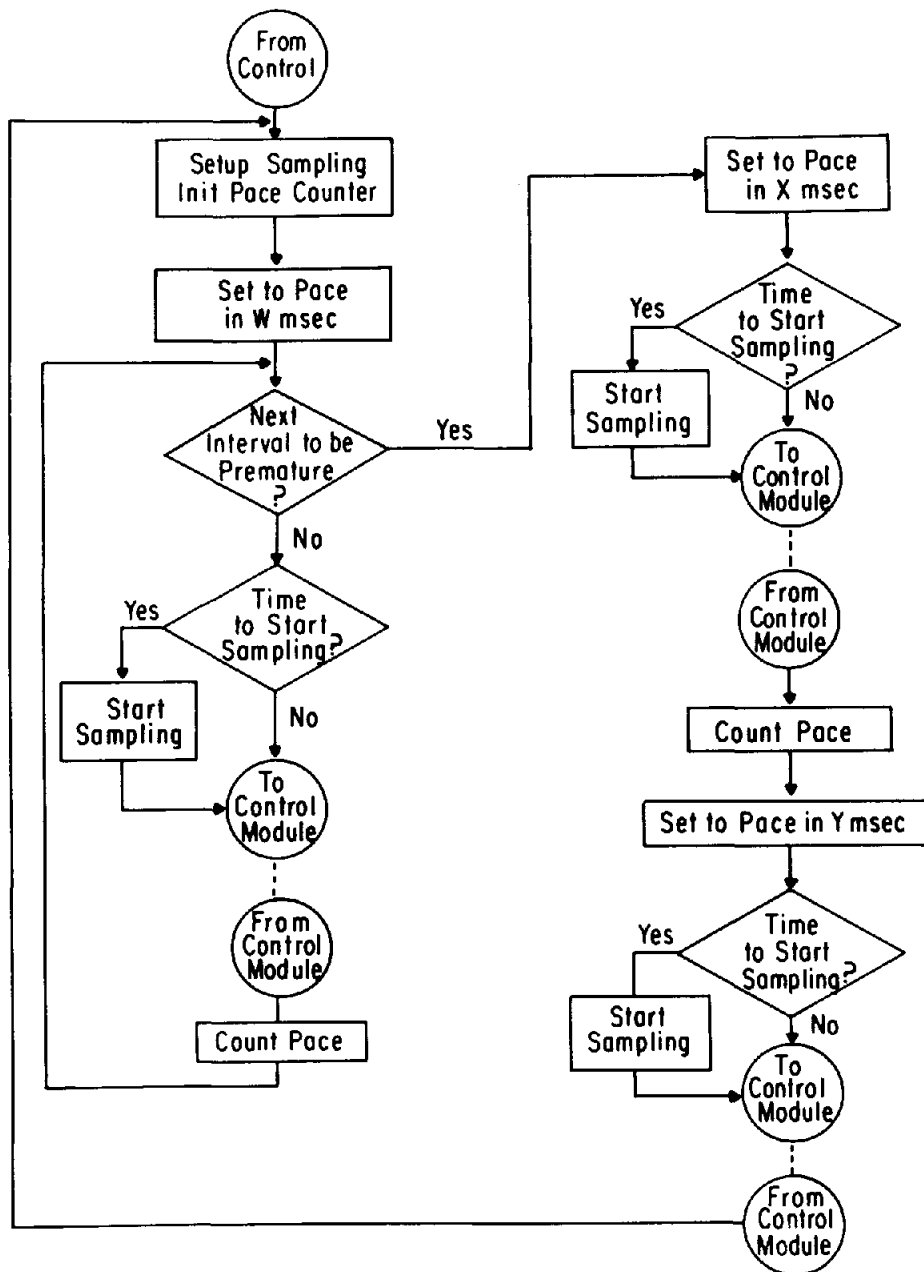 From
Control
Setup Sampling
Init Pace Counter
Set to Pace
in W msec
Next
Interval to be
Premature
?
Yes
No
Time
to Start
Sampling?
Yes
No
Start
Sampling
To
Control
Module
From
Control
Module
Count Pace
Set to Pace
in X msec
Time
to Start
Sampling
?
Yes
No
Start
Sampling
To
Control
Module
From
Control
Module
Count Pace
Set to Pace in Y msec
Time
to Start
Sampling?
Yes
No
Start
Sampling
To
Control
Module
From
Control
Module